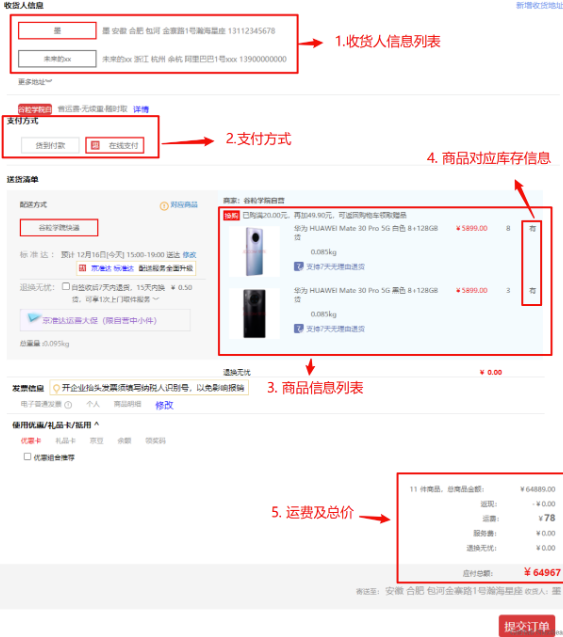 收货人信息 新增收货地址
墨 墨 安徽 合肥 包河 金寨路1号瀚海星座 13112345678
1.收货人信息列表
未来的xx 未来的xx 浙江 杭州 余杭 阿里巴巴1号xxx 13900000000
更多地址
谷粒学院自 省运费·无续重·随时取 详情
支付方式
货到付款 在线支付
2.支付方式
4. 商品对应库存信息
送货清单
配送方式 对应商品
商家: 谷粒学院自营
换购 已购满20.00元, 再加49.90元, 可返回购物车领取赠品
谷粒学院快递
华为 HUAWEI Mate 30 Pro 5G 白色 8+128GB ￥5899.00 8 有
0.085kg
支持7天无理由退货
标 准 达 : 预计 12月16日(今天) 15:00-19:00 送达 修改
京准达 标准达 配送服务全面升级
退换无忧: 自签收后7天内退货, 15天内换 ￥ 0.50
货, 可享1次上门取件服务
华为 HUAWEI Mate 30 Pro 5G 黑色 8+128GB ￥5899.00 3 有
0.085kg
支持7天无理由退货
京准达运费大促 (限自营中小件)
总重量 :0.095kg
退换无忧 ￥ 0.00
3. 商品信息列表
发票信息 开企业抬头发票须填写纳税人识别号, 以免影响报销
电子普通发票 个人 商品明细 修改
使用优惠/礼品卡/抵用 ^
优惠卡 礼品卡 京豆 余额 领奖码
优惠组合推荐
11 件商品, 总商品金额: ￥64889.00
返现: -￥0.00
5. 运费及总价
运费: ￥78
服务费: ￥0.00
退换无忧: ￥0.00
应付总额: ￥64967
寄送至: 安徽 合肥 包河金寨路1号瀚海星座 收货人: 墨
提交订单